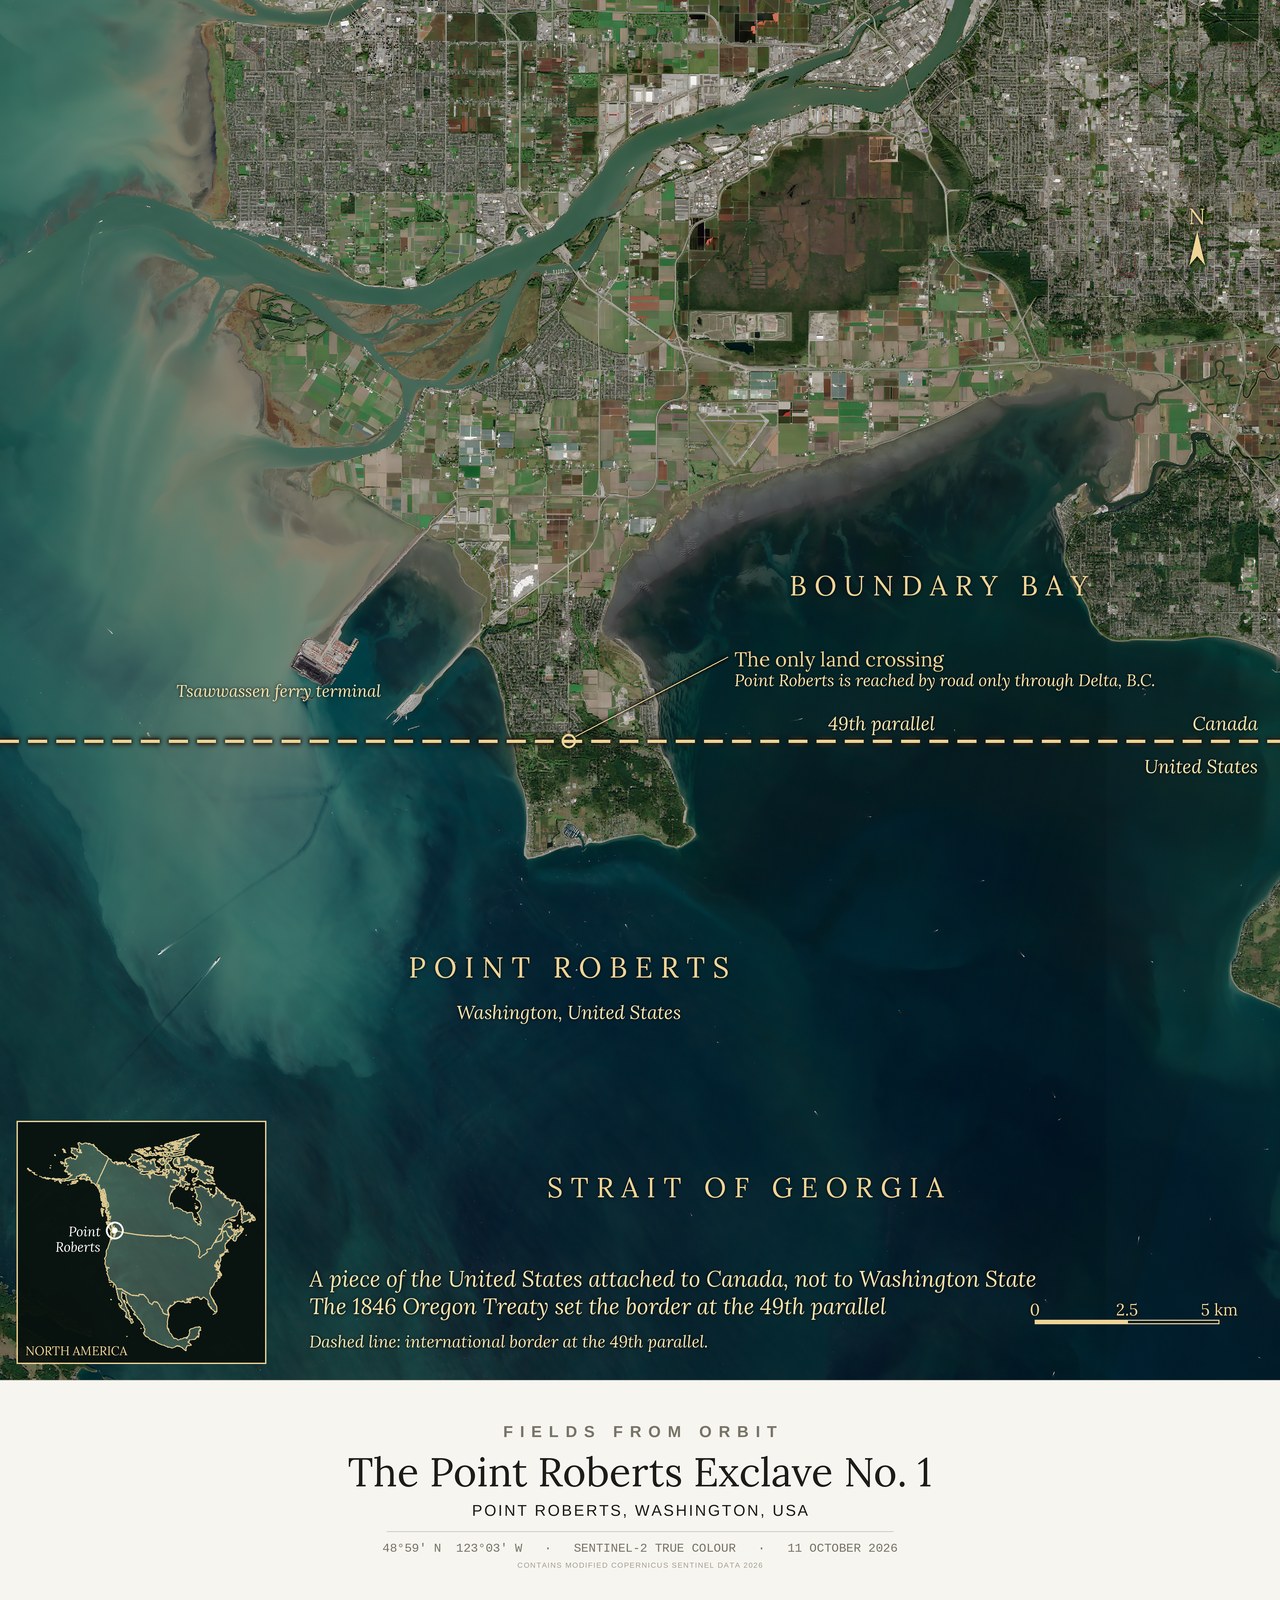 N
BOUNDARY BAY
The only land crossing
Point Roberts is reached by road only through Delta, B.C.
Tsawwassen ferry terminal
49th parallel
Canada
United States
POINT ROBERTS
Washington, United States
STRAIT OF GEORGIA
Point
Roberts
NORTH AMERICA
A piece of the United States attached to Canada, not to Washington State
The 1846 Oregon Treaty set the border at the 49th parallel
Dashed line: international border at the 49th parallel.
0 2.5 5 km
FIELDS FROM ORBIT
The Point Roberts Exclave No. 1
POINT ROBERTS, WASHINGTON, USA
48°59' N 123°03' W · SENTINEL-2 TRUE COLOUR · 11 OCTOBER 2026
CONTAINS MODIFIED COPERNICUS SENTINEL DATA 2026